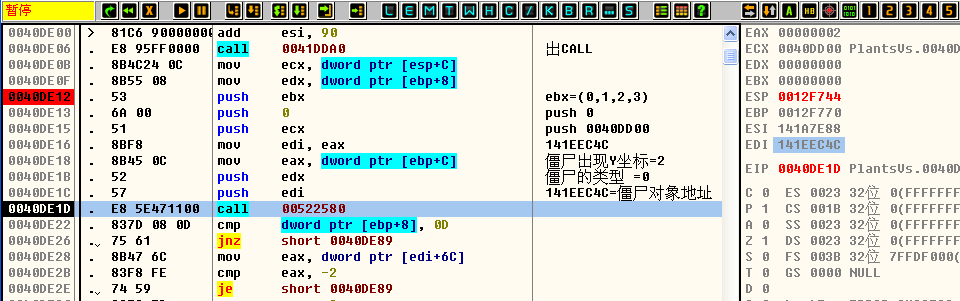 暂停 L E M T W H C / K B R ... S A H B 1 2 3 4 5
0040DE00 > 81C6 90000000 add esi, 90 EAX 00000002
0040DE06 . E8 95FF0000 call 0041DDA0 出CALL ECX 0040DD00 PlantsVs.0040D
0040DE0B . 8B4C24 0C mov ecx, dword ptr [esp+C] EDX 00000000
0040DE0F . 8B55 08 mov edx, dword ptr [ebp+8] EBX 00000000
0040DE12 . 53 push ebx ebx=(0,1,2,3) ESP 0012F744
0040DE13 . 6A 00 push 0 push 0 EBP 0012F770
0040DE15 . 51 push ecx push 0040DD00 ESI 141A7E88
0040DE16 . 8BF8 mov edi, eax 141EEC4C EDI 141EEC4C
0040DE18 . 8B45 0C mov eax, dword ptr [ebp+C] 僵尸出现Y坐标=2
0040DE1B . 52 push edx 僵尸的类型 =0 EIP 0040DE1D PlantsVs.0040D
0040DE1C . 57 push edi 141EEC4C=僵尸对象地址 C 0 ES 0023 32位 0(FFFFFFF
0040DE1D . E8 5E471100 call 00522580 P 1 CS 001B 32位 0(FFFFFFF
0040DE22 . 837D 08 0D cmp dword ptr [ebp+8], 0D A 0 SS 0023 32位 0(FFFFFFF
0040DE26 . 75 61 jnz short 0040DE89 Z 1 DS 0023 32位 0(FFFFFFF
0040DE28 . 8B47 6C mov eax, dword ptr [edi+6C] S 0 FS 003B 32位 7FFDF000(
0040DE2B . 83F8 FE cmp eax, -2 T 0 GS 0000 NULL
0040DE2E . 74 59 je short 0040DE89 D 0